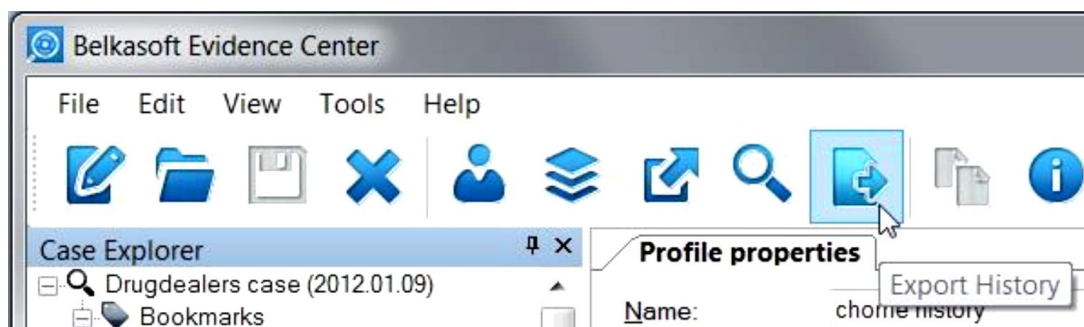 Belkasoft Evidence Center
File Edit View Tools Help
Case Explorer
Profile properties
Drugdealers case (2012.01.09)
Export History
Bookmarks
Name:
chome history